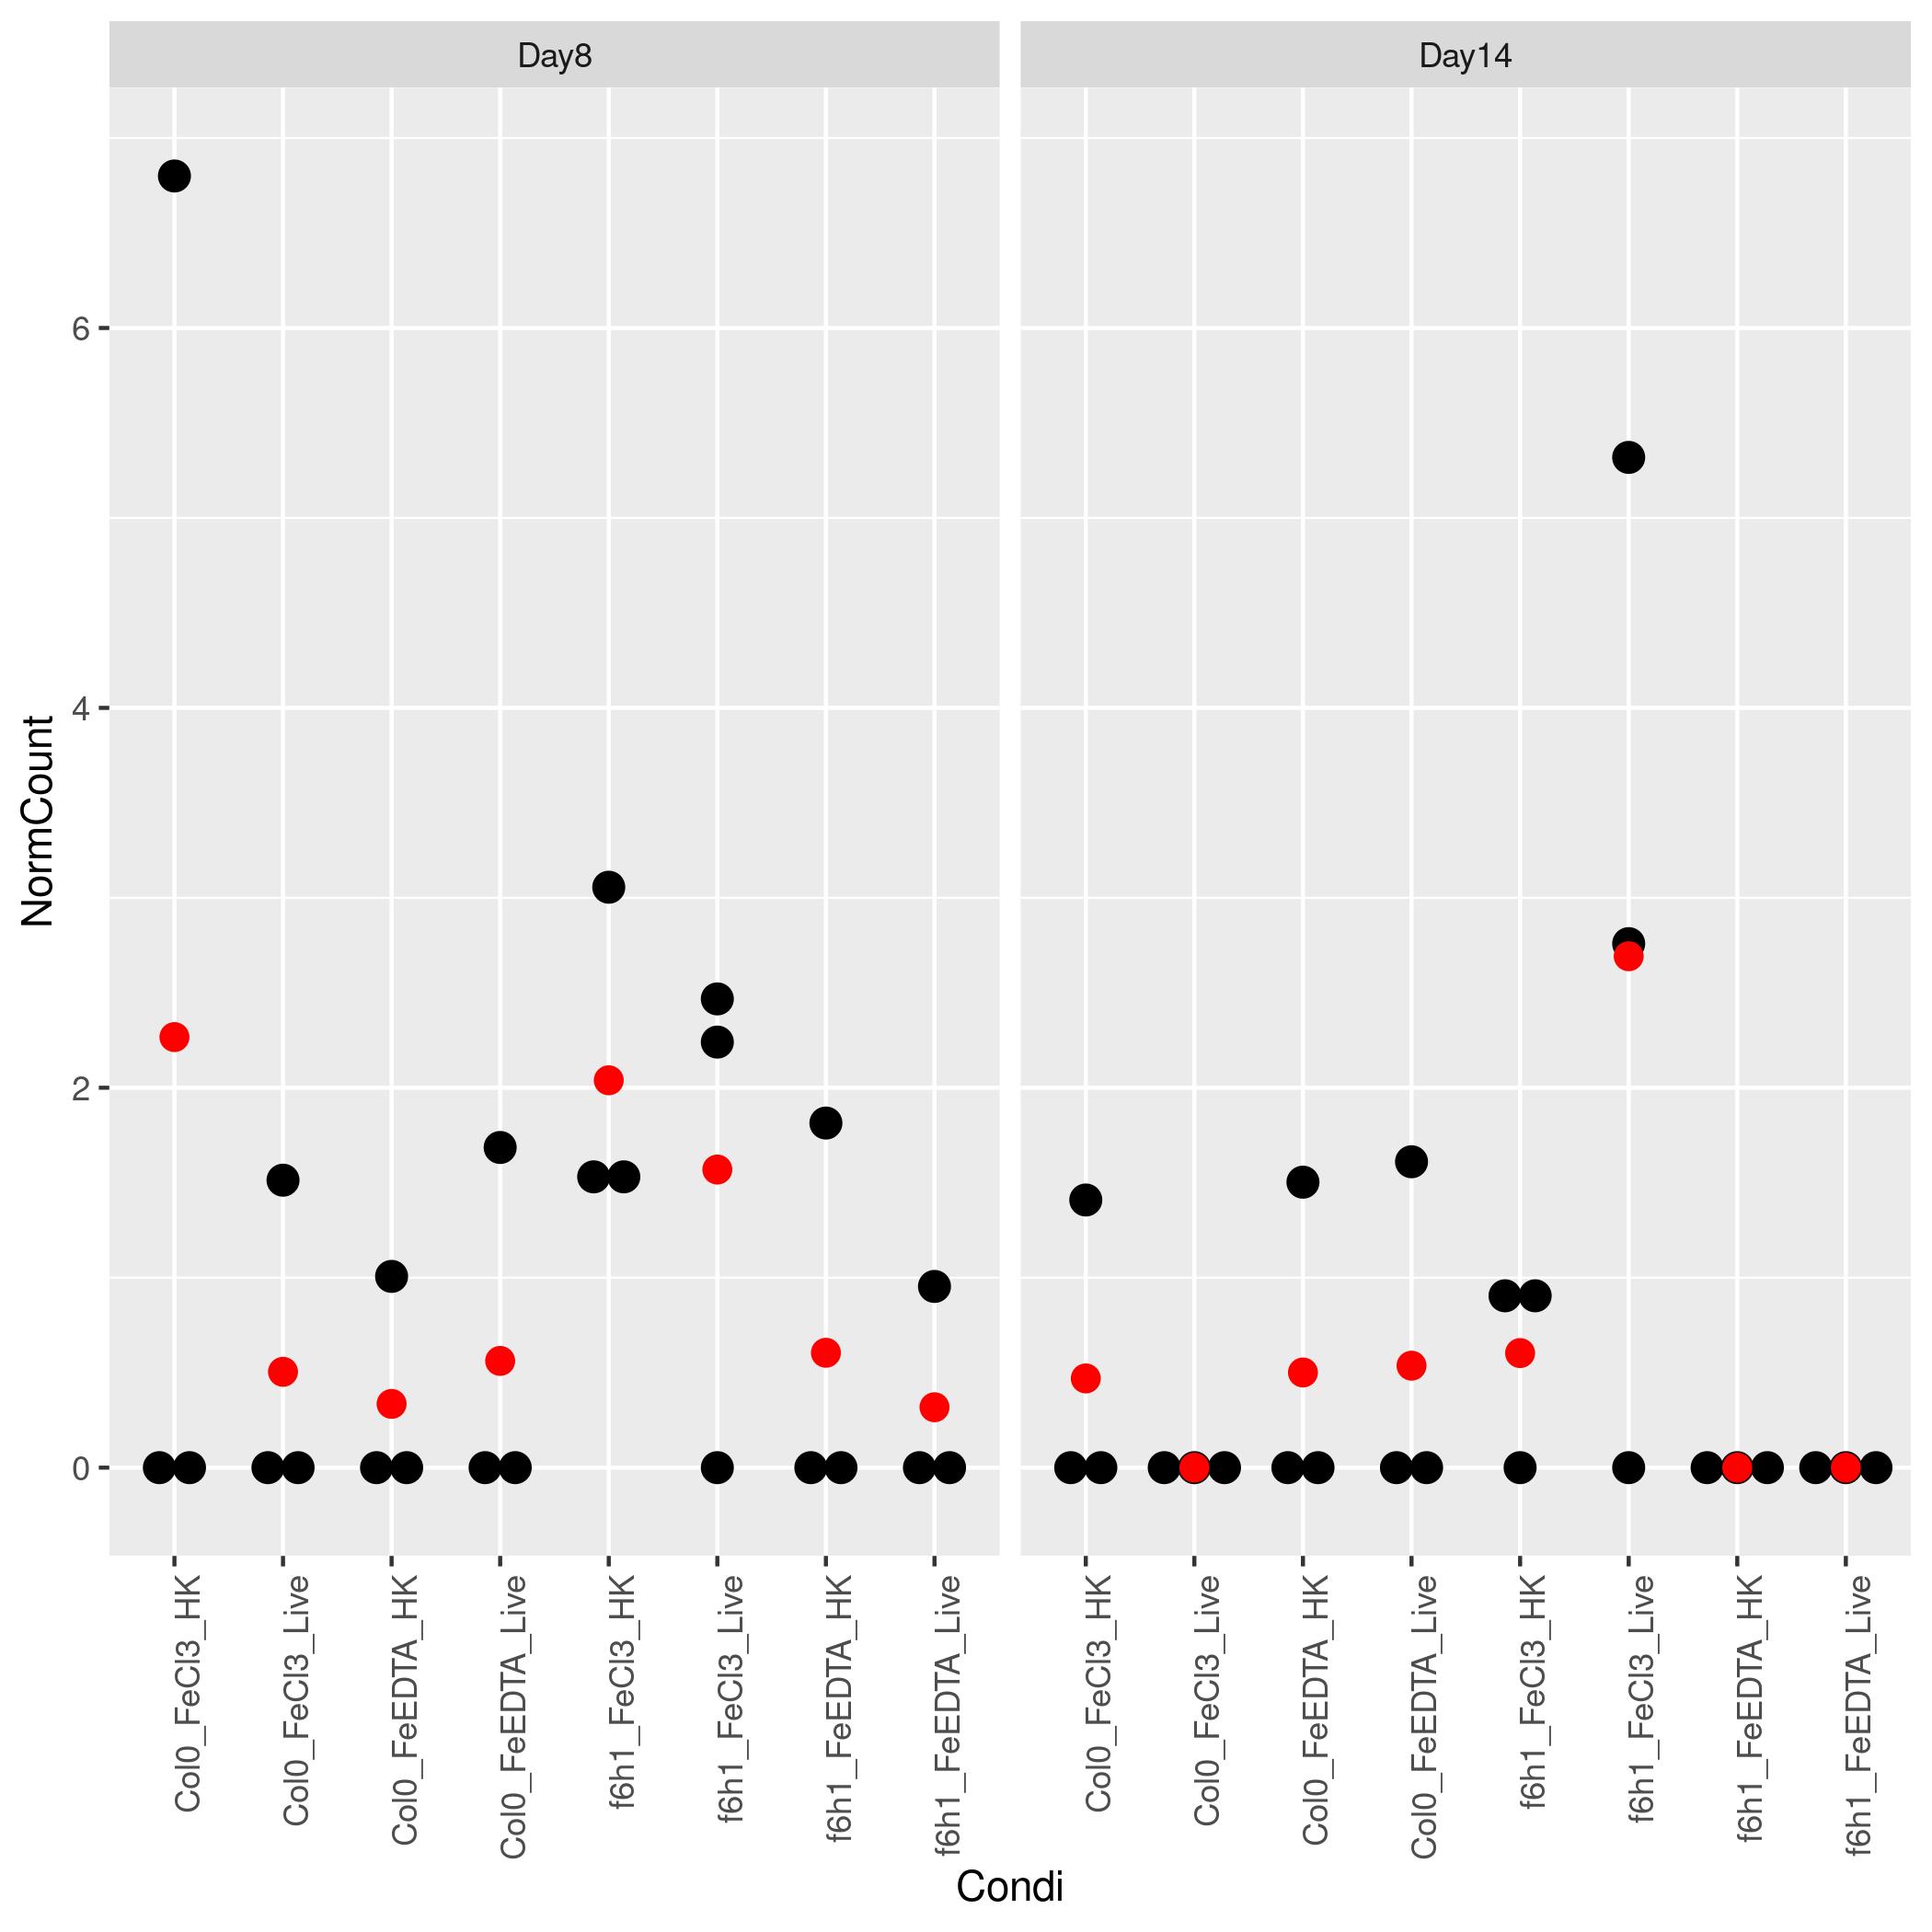 Day8
Day14
6
4
2
0
NormCount
Col0_FeCl3_HK
Col0_FeCl3_Live
Col0_FeEDTA_HK
Col0_FeEDTA_Live
f6h1_FeCl3_HK
f6h1_FeCl3_Live
f6h1_FeEDTA_HK
f6h1_FeEDTA_Live
Col0_FeCl3_HK
Col0_FeCl3_Live
Col0_FeEDTA_HK
Col0_FeEDTA_Live
f6h1_FeCl3_HK
f6h1_FeCl3_Live
f6h1_FeEDTA_HK
f6h1_FeEDTA_Live
Condi